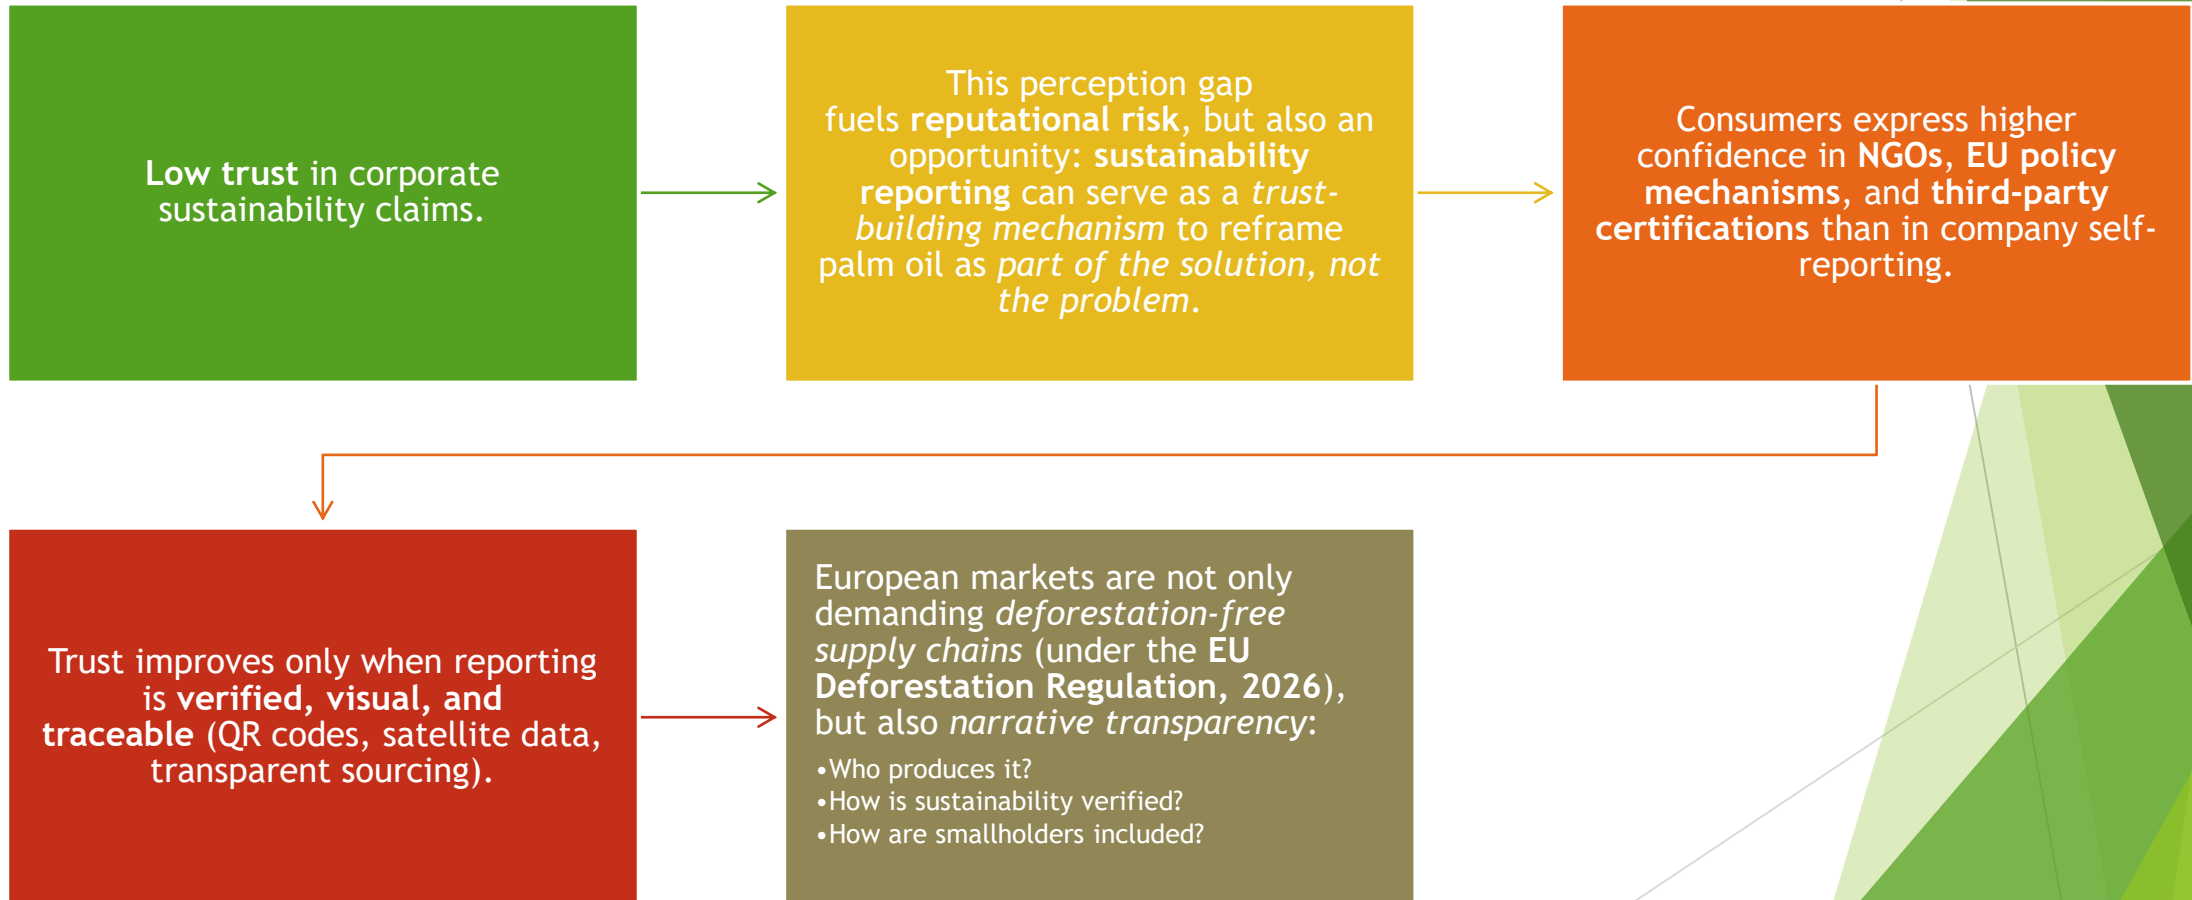 Low trust in corporate
sustainability claims.
This perception gap
fuels reputational risk, but also an
opportunity: sustainability
reporting can serve as a trust-
building mechanism to reframe
palm oil as part of the solution, not
the problem.
Consumers express higher
confidence in NGOs, EU policy
mechanisms, and third-party
certifications than in company self-
reporting.
Trust improves only when reporting
is verified, visual, and
traceable (QR codes, satellite data,
transparent sourcing).
European markets are not only
demanding deforestation-free
supply chains (under the EU
Deforestation Regulation, 2026),
but also narrative transparency:
•Who produces it?
•How is sustainability verified?
•How are smallholders included?